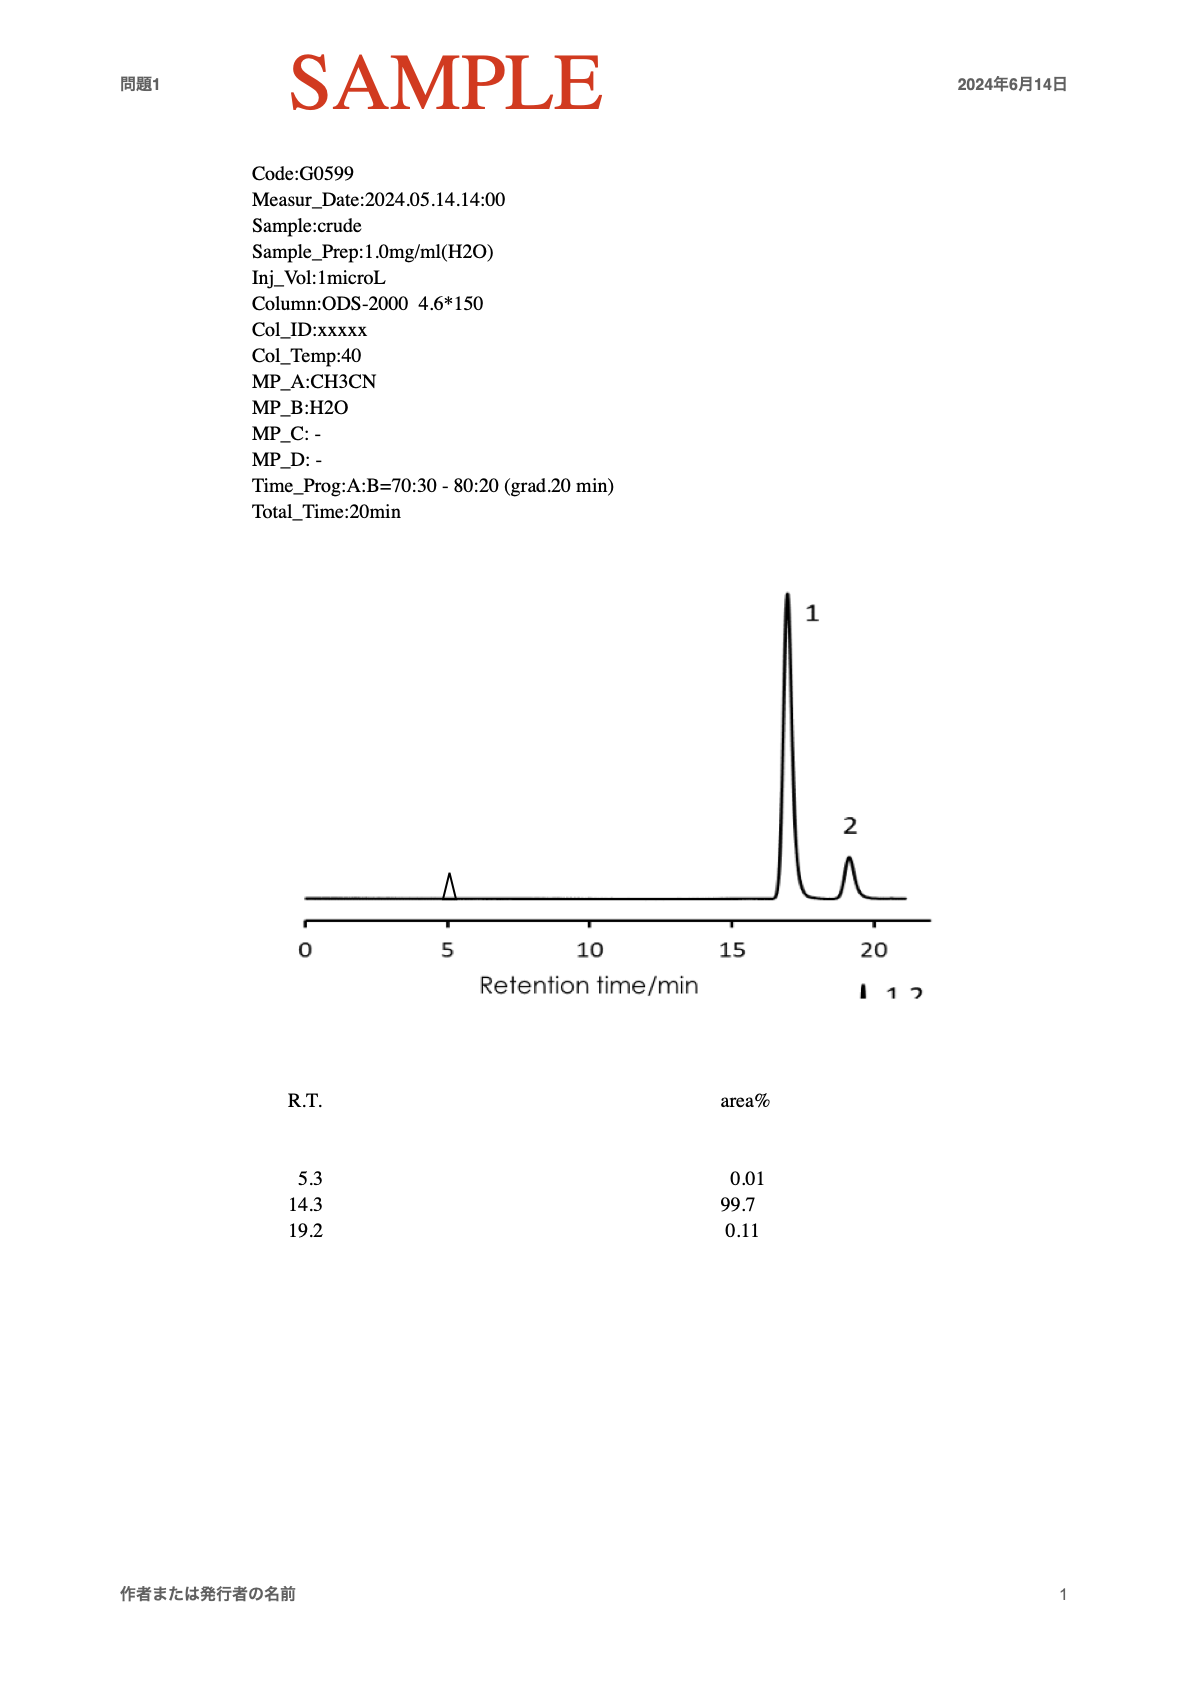 問題1
SAMPLE
2024年6月14日
Code:G0599
Measur_Date:2024.05.14.14:00
Sample:crude
Sample_Prep:1.0mg/ml(H2O)
Inj_Vol:1microL
Column:ODS-2000  4.6*150
Col_ID:xxxxx
Col_Temp:40
MP_A:CH3CN
MP_B:H2O
MP_C: -
MP_D: -
Time_Prog:A:B=70:30 - 80:20 (grad.20 min)
Total_Time:20min
1
2
0 5 10 15 20
Retention time/min
R.T. area%
5.3 0.01
14.3 99.7
19.2 0.11
作者または発行者の名前 1